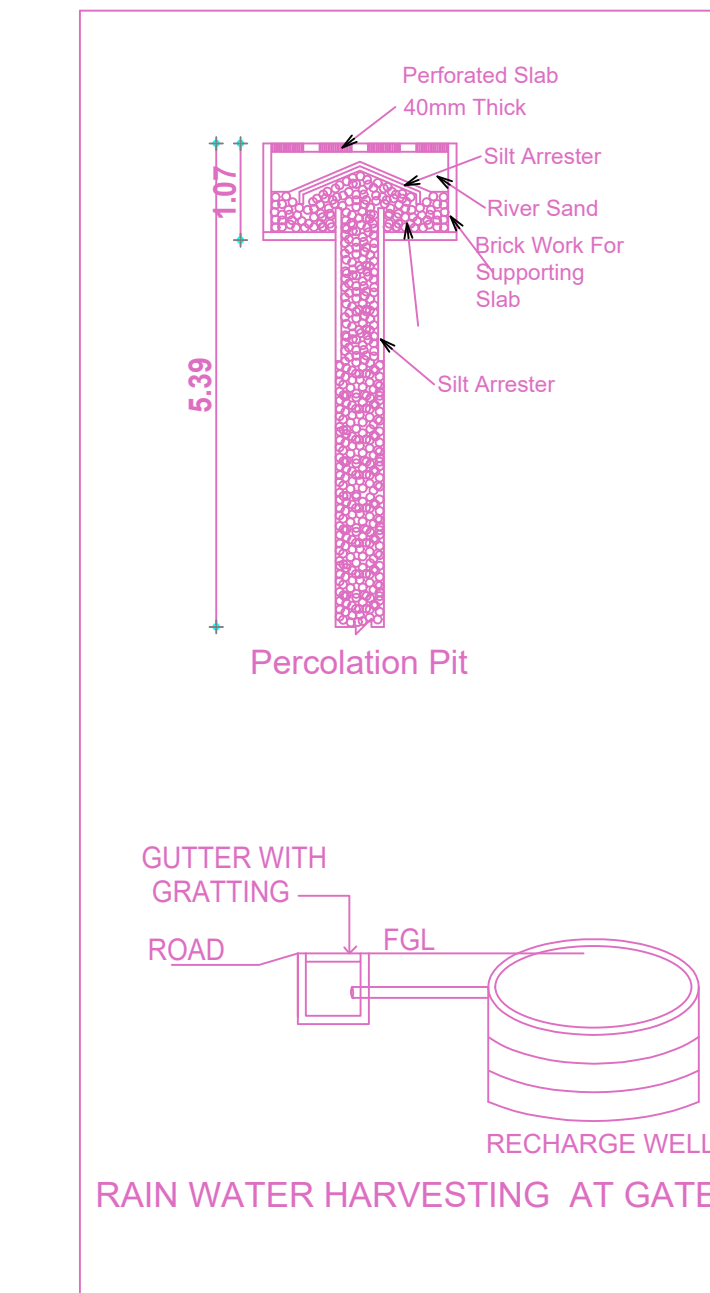 Perforated Slab
40mm Thick
Silt Arrester
1.07
River Sand
Brick Work For
Supporting
Slab
5.39
Silt Arrester
Percolation Pit
GUTTER WITH
GRATTING
ROAD
FGL
RECHARGE WELL
RAIN WATER HARVESTING AT GATE